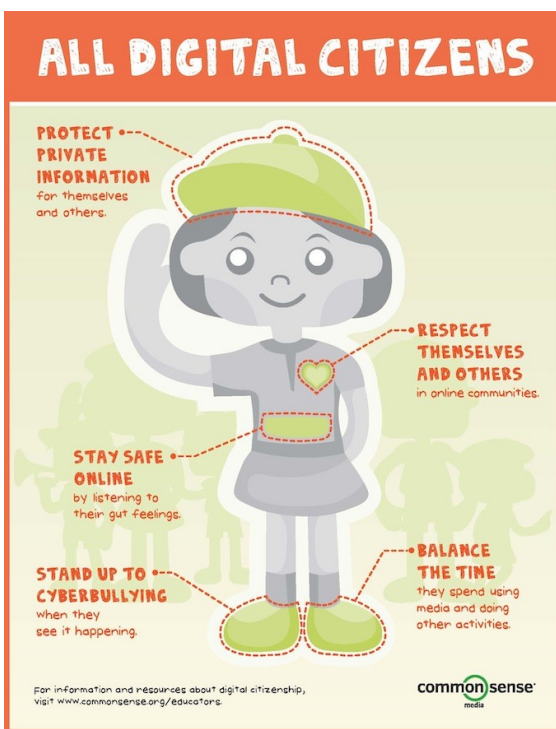 ALL DIGITAL CITIZENS
PROTECT
PRIVATE
INFORMATION
for themselves
and others.
RESPECT
THEMSELVES
AND OTHERS
in online communities.
STAY SAFE
ONLINE
by listening to
their gut feelings.
STAND UP TO
CYBERBULLYING
when they
see it happening.
BALANCE
THE TIME
they spend using
media and doing
other activities.
For information and resources about digital citizenship,
visit www.commonsense.org/educators.
common sense®
media